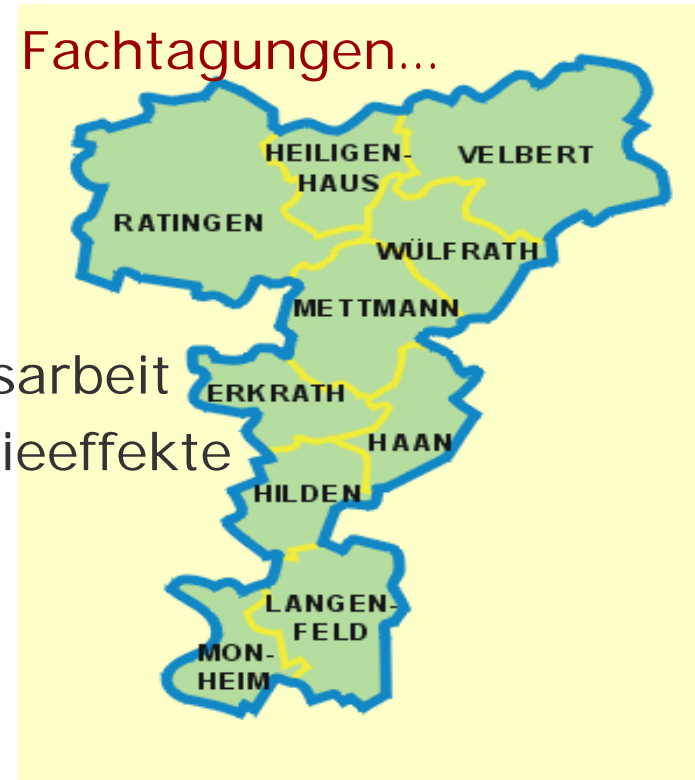 Fachtagungen...
HEILIGEN-
HAUS
VELBERT
RATINGEN
WÜLFRATH
METTMANN
sarbeit
ERKRATH
HAAN
ieeffekte
HILDEN
LANGEN-
FELD
MON-
HEIM